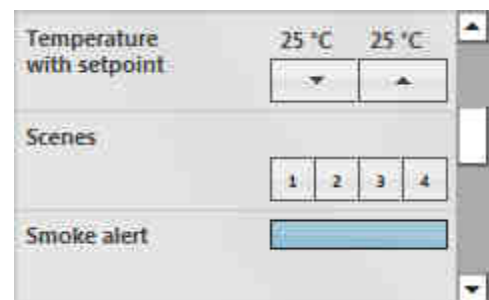 Temperature
with setpoint
25 °C 25 °C
Scenes
1 2 3 4
Smoke alert